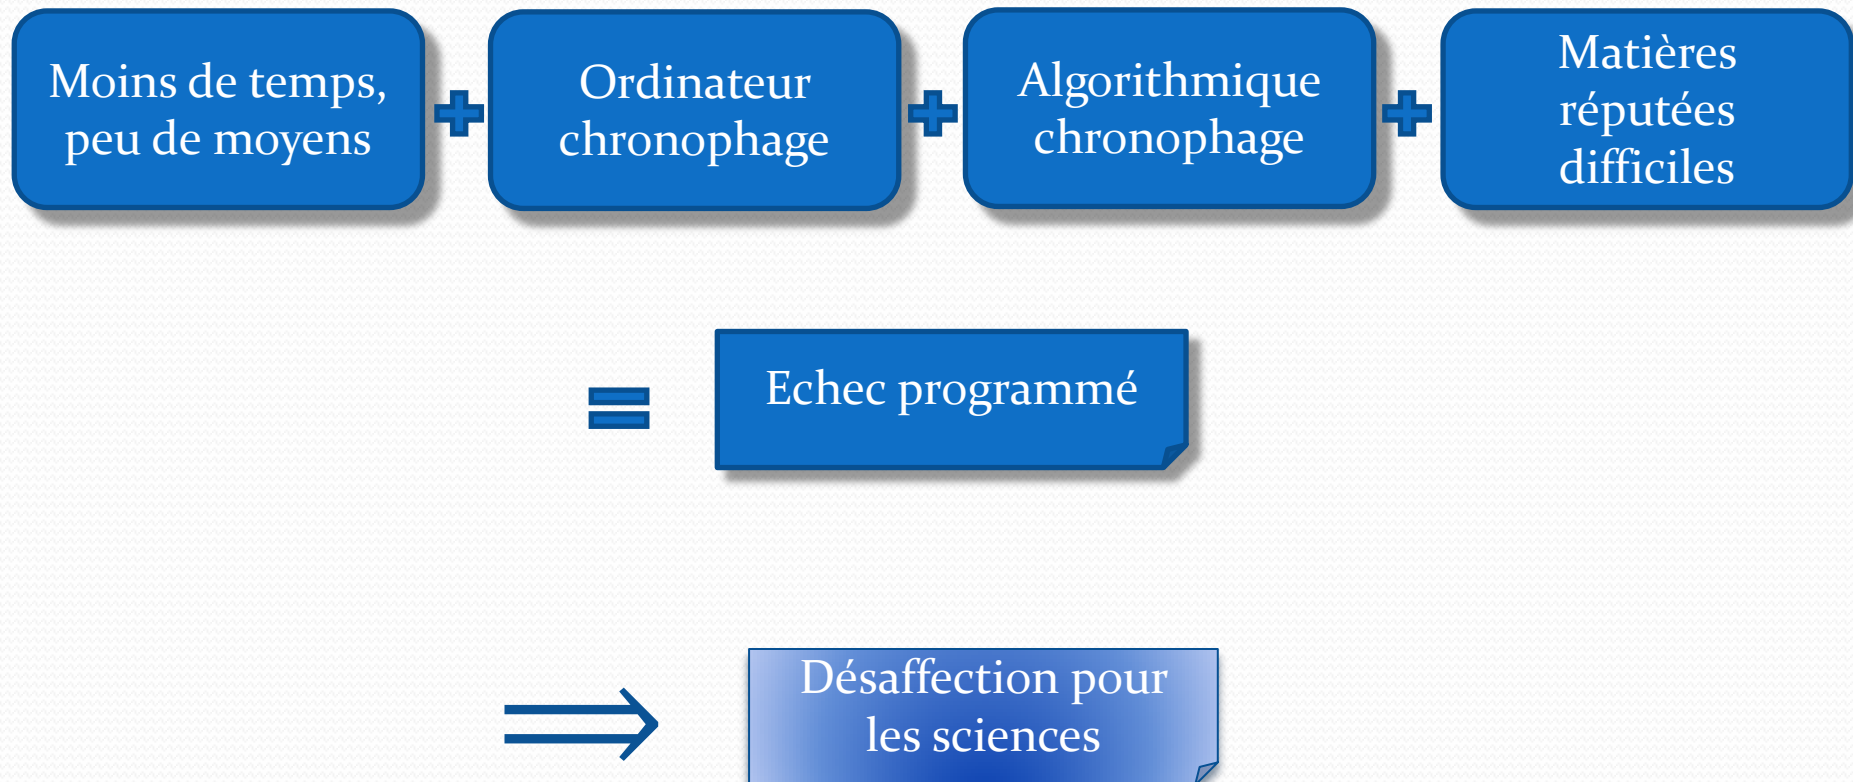 Moins de temps,
peu de moyens
Ordinateur
chronophage
Algorithmique
chronophage
Matières
réputées
difficiles
Echec programmé
Désaffection pour
les sciences